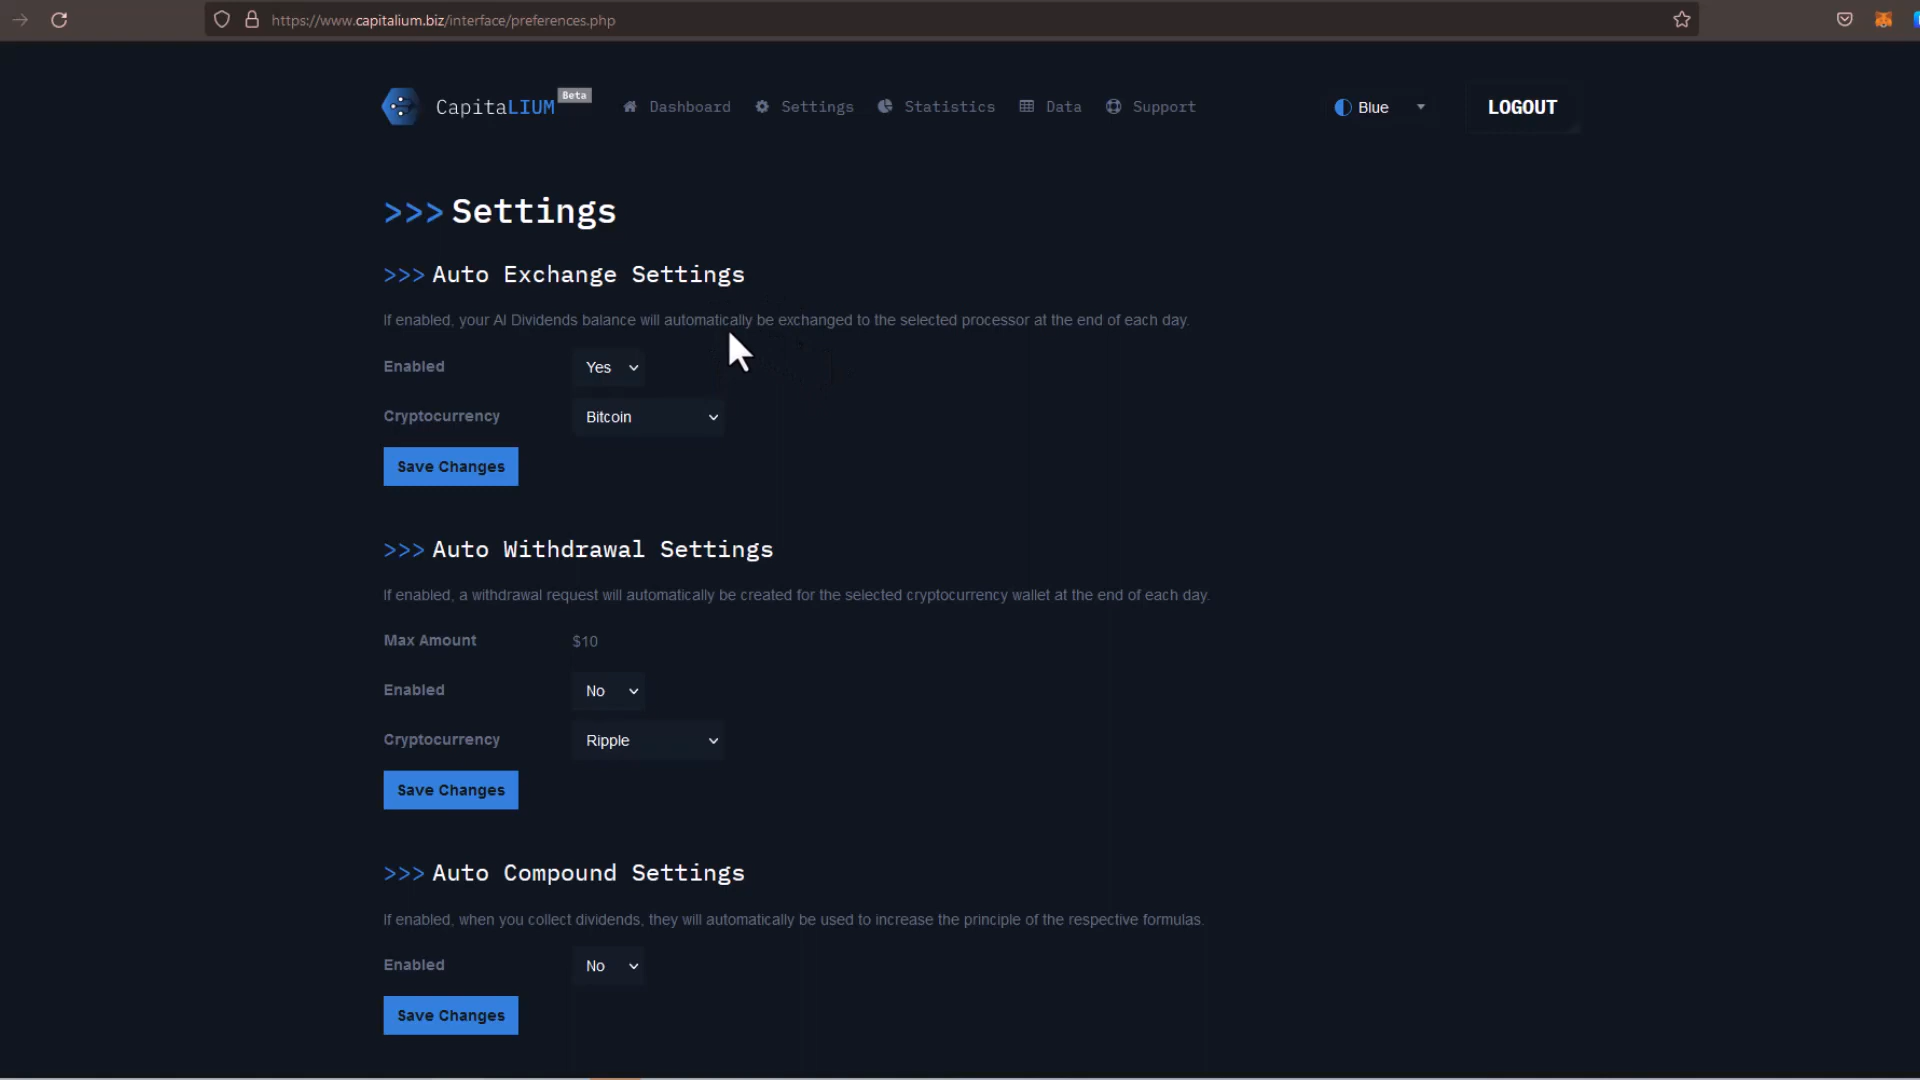 https://www.capitalium.biz/interface/preferences.php
CapitaLIUM Beta Dashboard Settings Statistics Data Support Blue LOGOUT
>>> Settings
>>> Auto Exchange Settings
If enabled, your AI Dividends balance will automatically be exchanged to the selected processor at the end of each day.
Enabled Yes
Cryptocurrency Bitcoin
Save Changes
>>> Auto Withdrawal Settings
If enabled, a withdrawal request will automatically be created for the selected cryptocurrency wallet at the end of each day.
Max Amount $10
Enabled No
Cryptocurrency Ripple
Save Changes
>>> Auto Compound Settings
If enabled, when you collect dividends, they will automatically be used to increase the principle of the respective formulas.
Enabled No
Save Changes